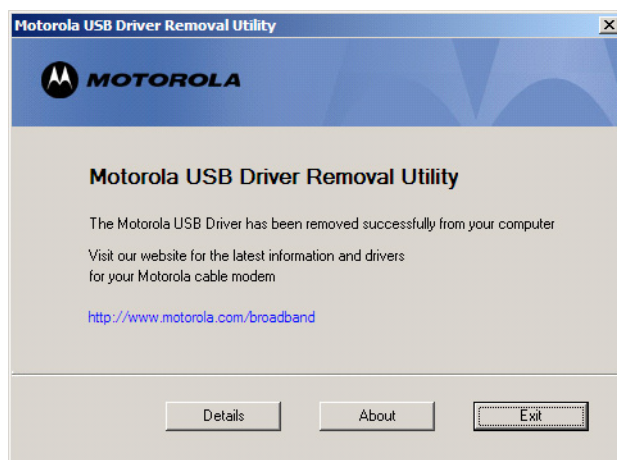 Motorola USB Driver Removal Utility
MOTOROLA
Motorola USB Driver Removal Utility
The Motorola USB Driver has been removed successfully from your computer
Visit our website for the latest information and drivers
for your Motorola cable modem
http://www.motorola.com/broadband
Details About Exit